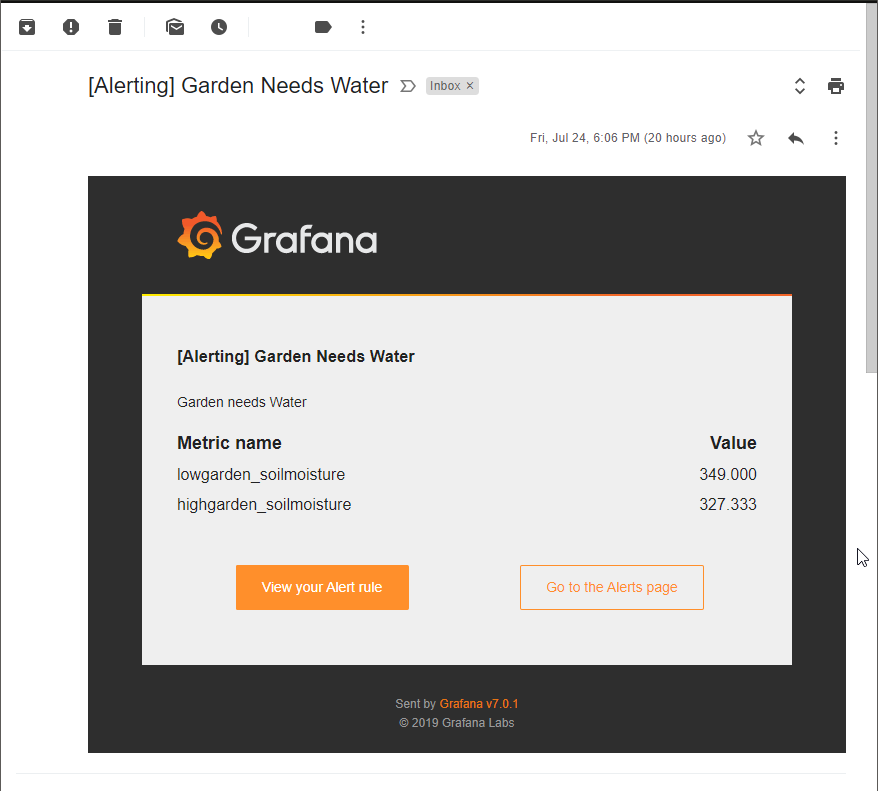 [Alerting] Garden Needs Water Inbox ×
Fri, Jul 24, 6:06 PM (20 hours ago)
Grafana
[Alerting] Garden Needs Water
Garden needs Water
Metric name Value
lowgarden_soilmoisture 349.000
highgarden_soilmoisture 327.333
View your Alert rule Go to the Alerts page
Sent by Grafana v7.0.1
© 2019 Grafana Labs